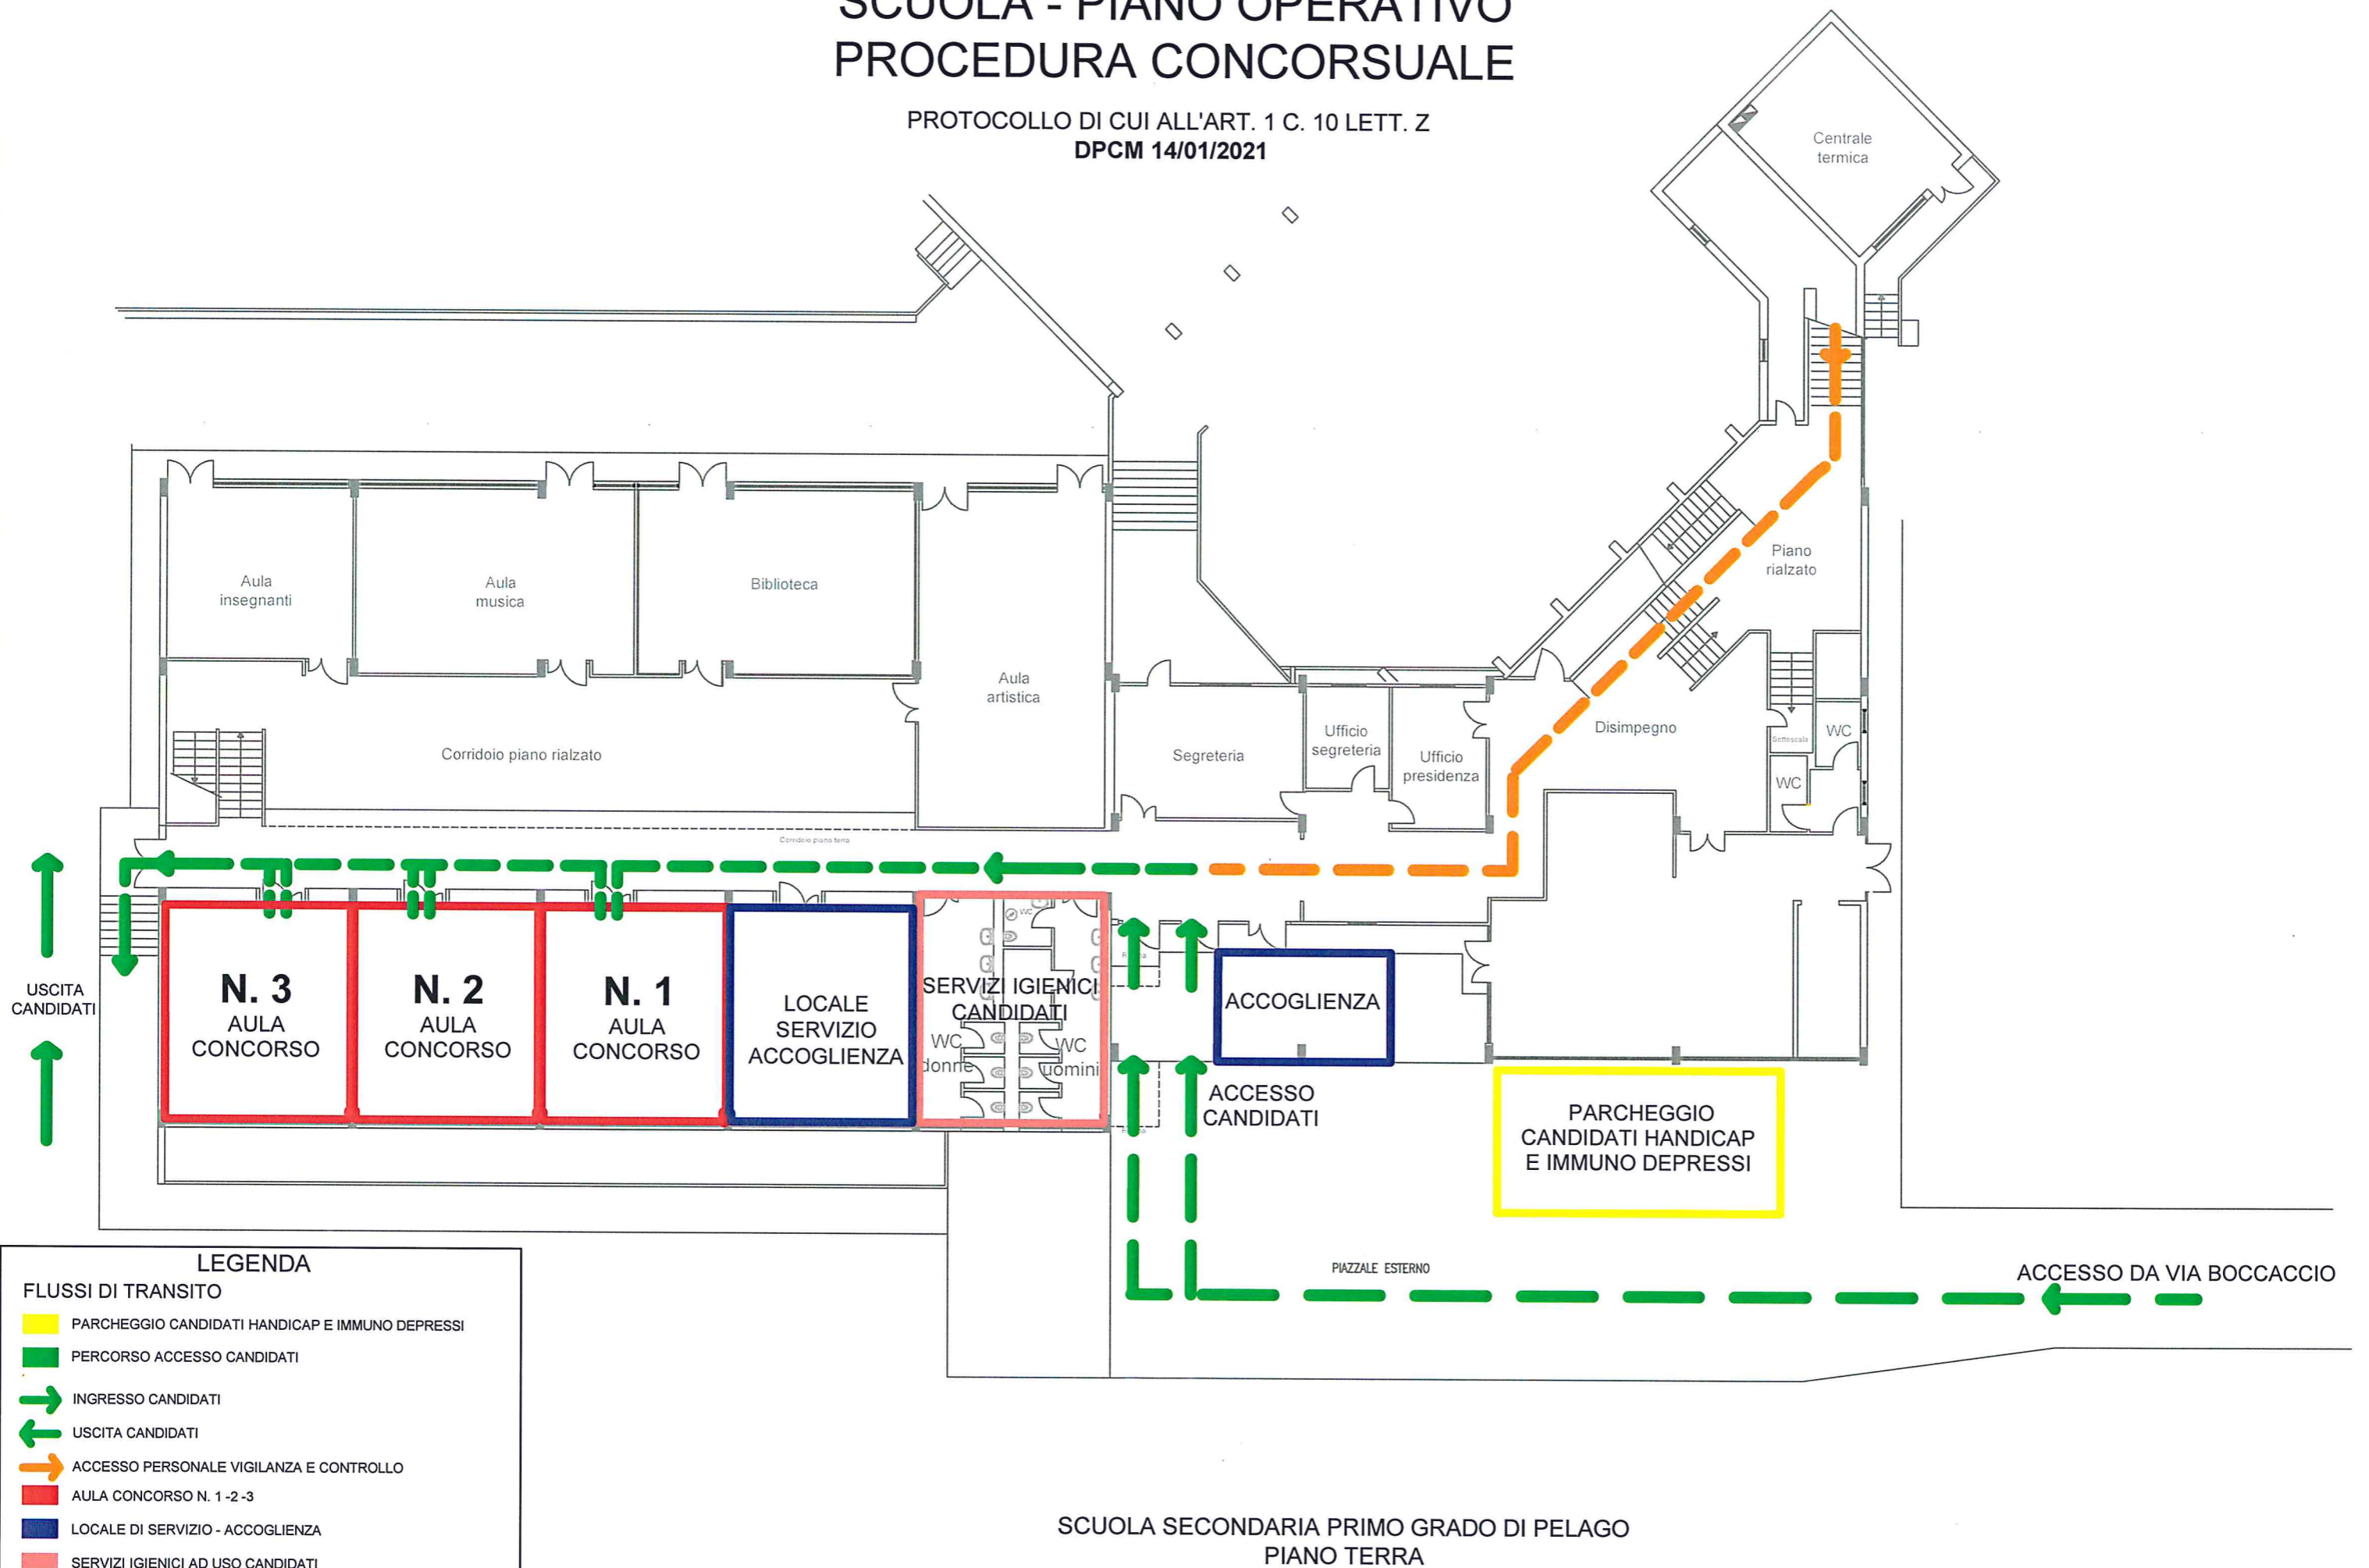 SCUOLA - PIANO OPERATIVO
PROCEDURA CONCORSUALE
PROTOCOLLO DI CUI ALL'ART. 1 C. 10 LETT. Z
DPCM 14/01/2021
Centrale
termica
Piano
rialzato
Aula
insegnanti
Aula
musica
Biblioteca
Aula
artistica
Corridoio piano rialzato
Segreteria
Ufficio
segreteria
Ufficio
presidenza
Disimpegno
Sottoscala
WC
WC
Corridoio piano terra
USCITA
CANDIDATI
N. 3
AULA
CONCORSO
N. 2
AULA
CONCORSO
N. 1
AULA
CONCORSO
LOCALE
SERVIZIO
ACCOGLIENZA
WC
SERVIZI IGIENICI
CANDIDATI
WC
donne
WC
uomini
ACCOGLIENZA
ACCESSO
CANDIDATI
PARCHEGGIO
CANDIDATI HANDICAP
E IMMUNO DEPRESSI
PIAZZALE ESTERNO
ACCESSO DA VIA BOCCACCIO
LEGENDA
FLUSSI DI TRANSITO
PARCHEGGIO CANDIDATI HANDICAP E IMMUNO DEPRESSI
PERCORSO ACCESSO CANDIDATI
INGRESSO CANDIDATI
USCITA CANDIDATI
ACCESSO PERSONALE VIGILANZA E CONTROLLO
AULA CONCORSO N. 1 -2 -3
LOCALE DI SERVIZIO - ACCOGLIENZA
SERVIZI IGIENICI AD USO CANDIDATI
SCUOLA SECONDARIA PRIMO GRADO DI PELAGO
PIANO TERRA